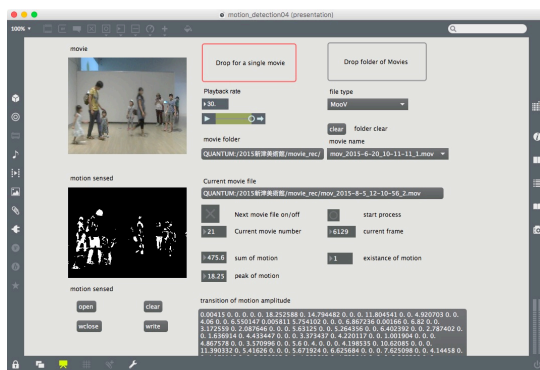 motion_detection04 (presentation)
100%
movie
Drop for a single movie
Drop folder of Movies
Playback rate
30.
file type
MooV
clear
folder clear
movie folder
movie name
QUANTUM:/2015新津美術館/movie_rec/
mov_2015-6-20_10-11-11_1.mov
motion sensed
Current movie file
QUANTUM:/2015新津美術館/movie_rec/mov_2015-8-5_12-10-56_2.mov
Next movie file on/off
start process
21
Current movie number
6129
current frame
475.6
sum of motion
1
existance of motion
18.25
peak of motion
motion sensed
open
clear
wclose
write
transition of motion amplitude
0.00415 0. 0. 0. 0. 18.252588 0. 14.794482 0. 0. 0. 11.804541 0. 0. 4.920703 0. 0.
4.06 0. 0. 6.550147 0.005811 5.754102 0. 0. 0. 6.867236 0.00166 0. 6.82 0. 0.
3.172559 0. 2.087646 0. 0. 5.63125 0. 0. 5.264356 0. 0. 6.402392 0. 0. 2.787402 0.
0. 1.636914 0. 4.433447 0. 0. 0. 3.373437 0. 4.220117 0. 0. 1.001904 0. 0. 0.
4.867578 0. 0. 3.570996 0. 0. 5.6 0. 4. 0. 0. 0. 4.198535 0. 10.62085 0. 0.
11.390332 0. 5.41626 0. 0. 0. 5.671924 0. 6.625684 0. 0. 0. 7.625098 0. 0. 4.14458 0.